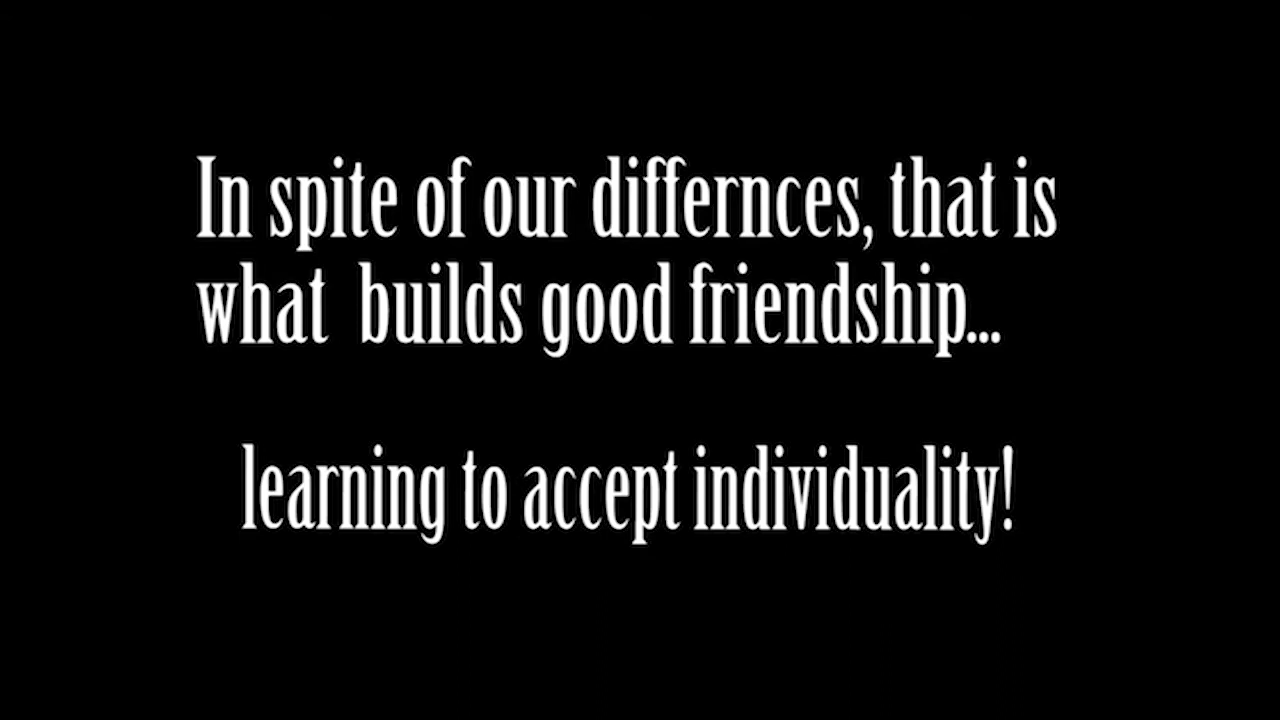 In spite of our differnces, that is
what  builds good friendship...
learning to accept individuality!